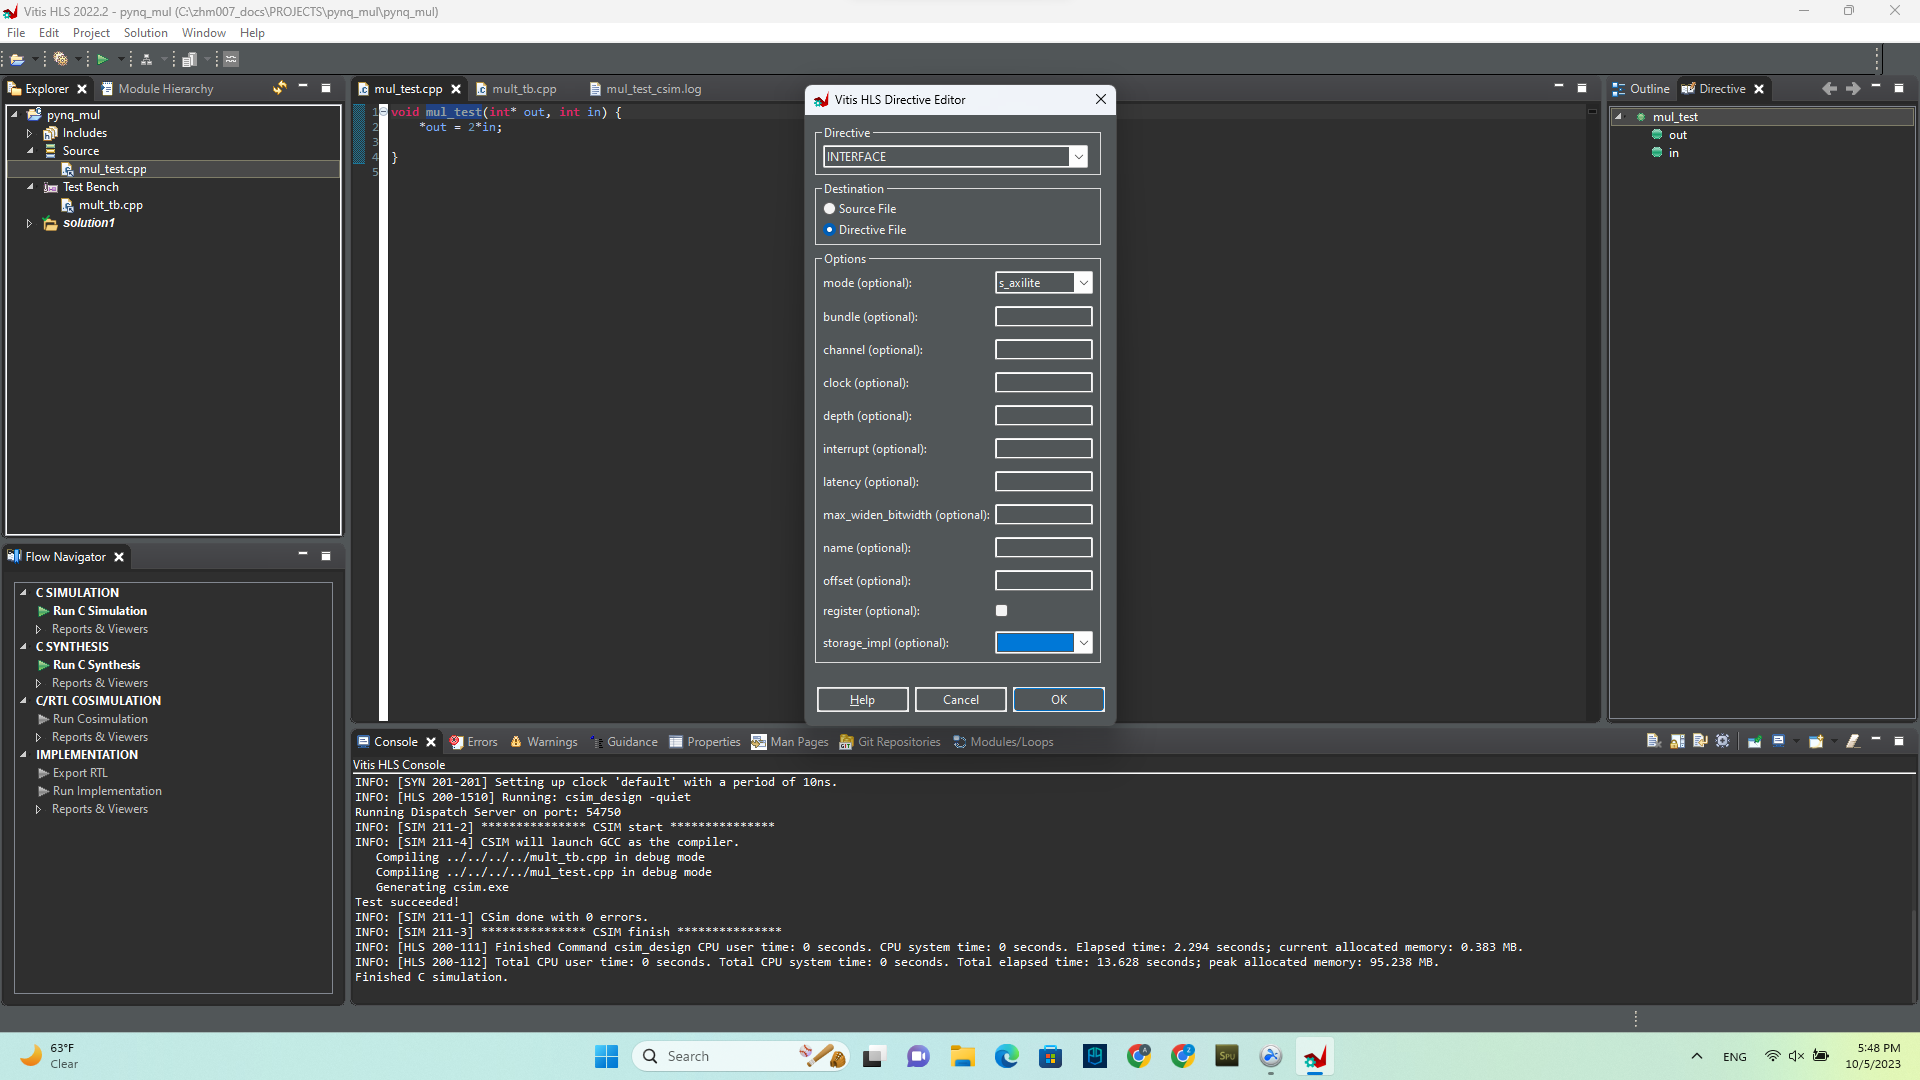 Vitis HLS 2022.2 - pynq_mul (C:\zhm007_docs\PROJECTS\pynq_mul\pynq_mul)
File Edit Project Solution Window Help
Explorer
Module Hierarchy
pynq_mul
Includes
Source
mul_test.cpp
Test Bench
mult_tb.cpp
solution1
Flow Navigator
C SIMULATION
Run C Simulation
Reports & Viewers
C SYNTHESIS
Run C Synthesis
Reports & Viewers
C/RTL COSIMULATION
Run Cosimulation
Reports & Viewers
IMPLEMENTATION
Export RTL
Run Implementation
Reports & Viewers
mul_test.cpp
mult_tb.cpp
mul_test_csim.log
1 void mul_test(int* out, int in) {
2 *out = 2*in;
3
4 }
5
Vitis HLS Directive Editor
Directive
INTERFACE
Destination
Source File
Directive File
Options
mode (optional): s_axilite
bundle (optional):
channel (optional):
clock (optional):
depth (optional):
interrupt (optional):
latency (optional):
max_widen_bitwidth (optional):
name (optional):
offset (optional):
register (optional):
storage_impl (optional):
Help Cancel OK
Outline
Directive
mul_test
out
in
Console
Errors
Warnings
Guidance
Properties
Man Pages
Git Repositories
Modules/Loops
Vitis HLS Console
INFO: [SYN 201-201] Setting up clock 'default' with a period of 10ns.
INFO: [HLS 200-1510] Running: csim_design -quiet
Running Dispatch Server on port: 54750
INFO: [SIM 211-2] *************** CSIM start ***************
INFO: [SIM 211-4] CSIM will launch GCC as the compiler.
Compiling ../../../../mult_tb.cpp in debug mode
Compiling ../../../../mul_test.cpp in debug mode
Generating csim.exe
Test succeeded!
INFO: [SIM 211-1] CSim done with 0 errors.
INFO: [SIM 211-3] *************** CSIM finish ***************
INFO: [HLS 200-111] Finished Command csim_design CPU user time: 0 seconds. CPU system time: 0 seconds. Elapsed time: 2.294 seconds; current allocated memory: 0.383 MB.
INFO: [HLS 200-112] Total CPU user time: 0 seconds. Total CPU system time: 0 seconds. Total elapsed time: 13.628 seconds; peak allocated memory: 95.238 MB.
Finished C simulation.
63°F
Clear
Search
SPU
ENG
5:48 PM
10/5/2023